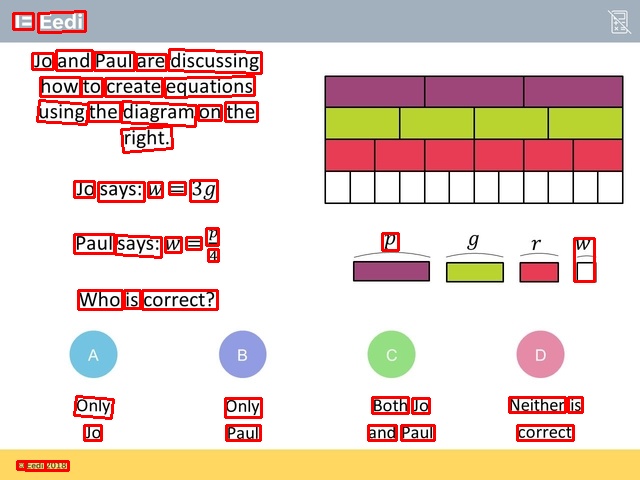 Eedi
Jo and Paul are discussing
how to create equations
using the diagram on the
right.
Jo says: w = 3g
Paul says: w = p/4
p g r w
Who is correct?
A B C D
Only Jo
Only Paul
Both Jo and Paul
Neither is correct
© Eedi 2018